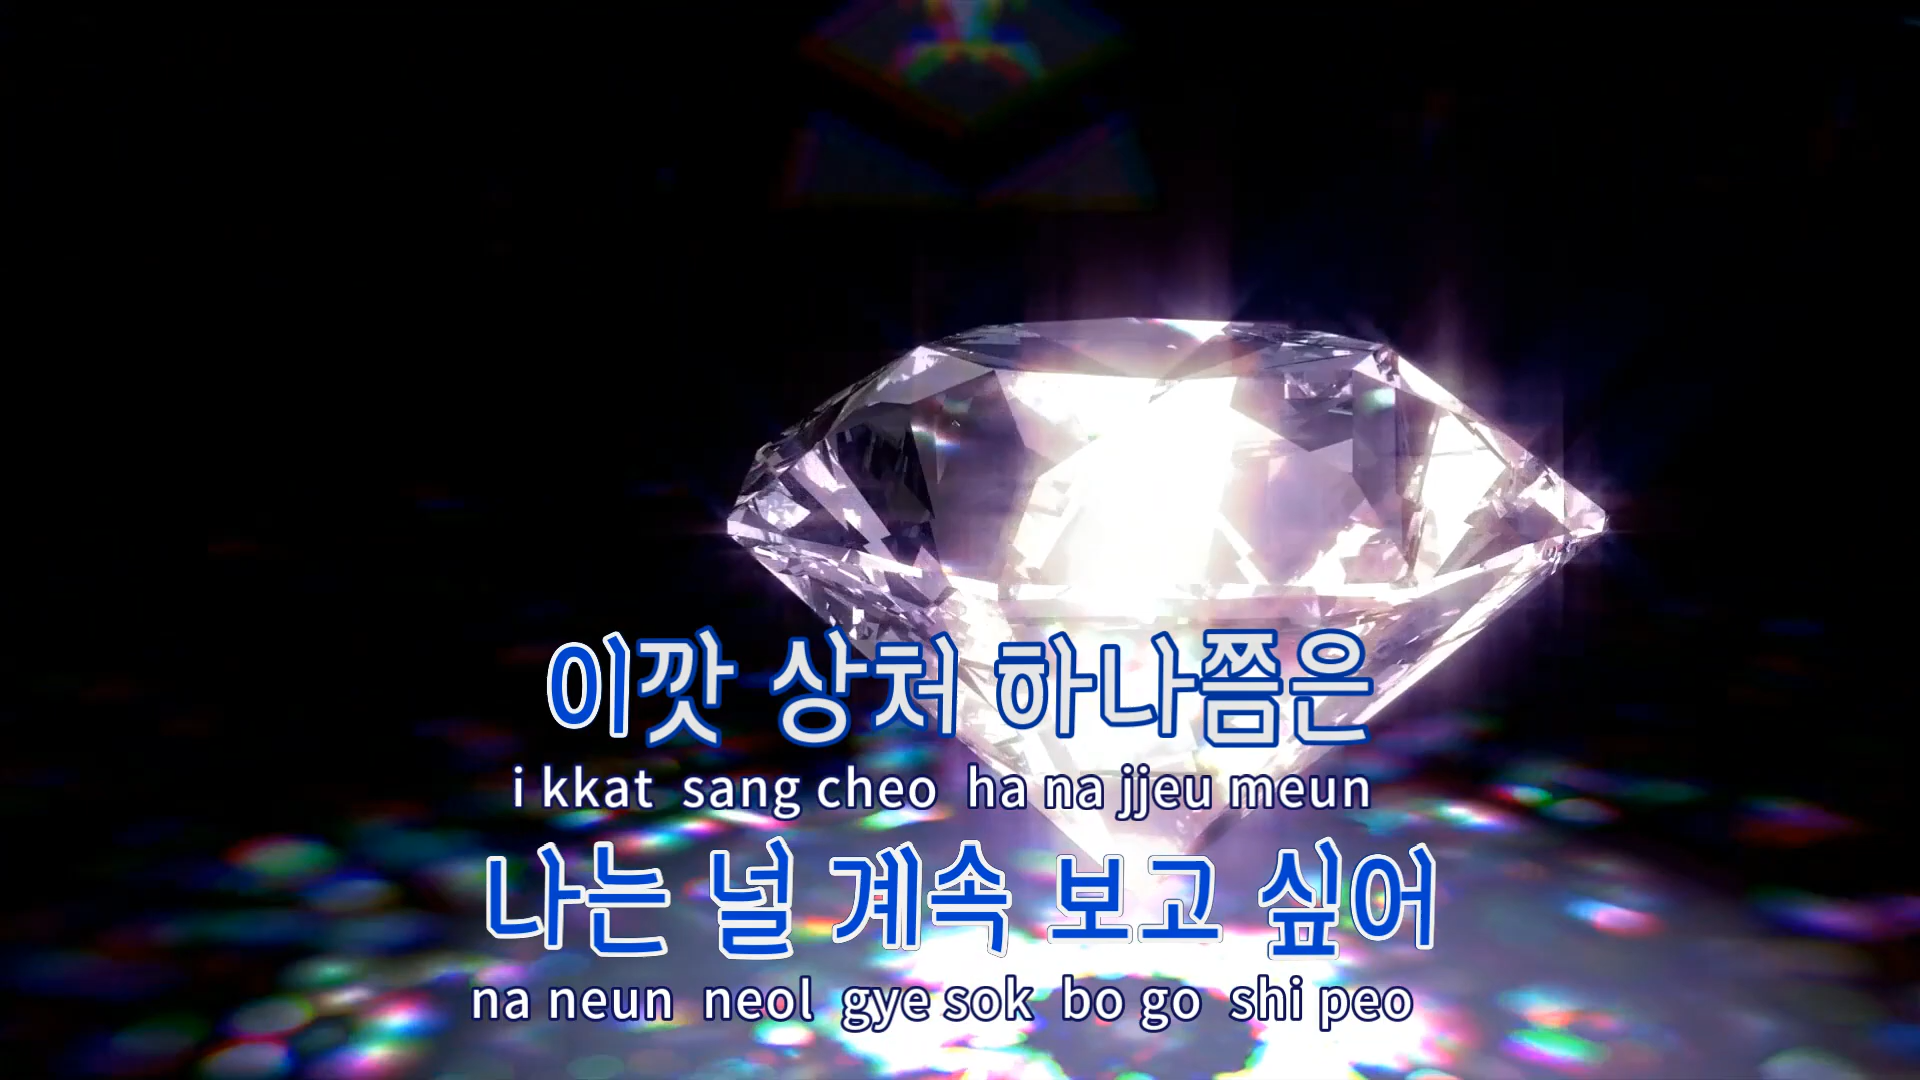 이깟 상처 하나쯤은
i kkat sang cheo ha na jjeu meun
나는 널 계속 보고 싶어
na neun neol gye sok bo go shi peo